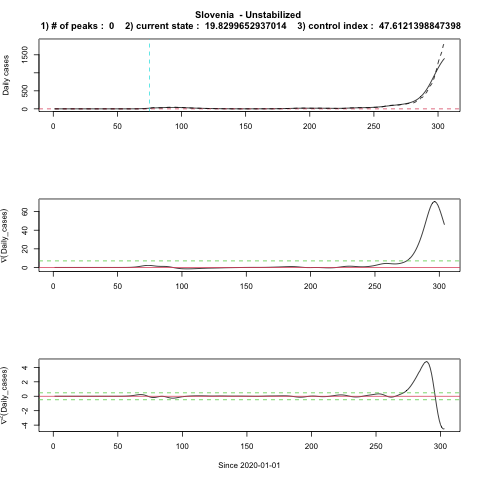 Slovenia - Unstabilized
1) # of peaks : 0 2) current state : 19.8299652937014 3) control index : 47.6121398847398
Daily cases
0 500 1500
0 50 100 150 200 250 300
∇(Daily_cases)
0 20 40 60
0 50 100 150 200 250 300
∇²(Daily_cases)
-4 -2 0 2 4
0 50 100 150 200 250 300
Since 2020-01-01